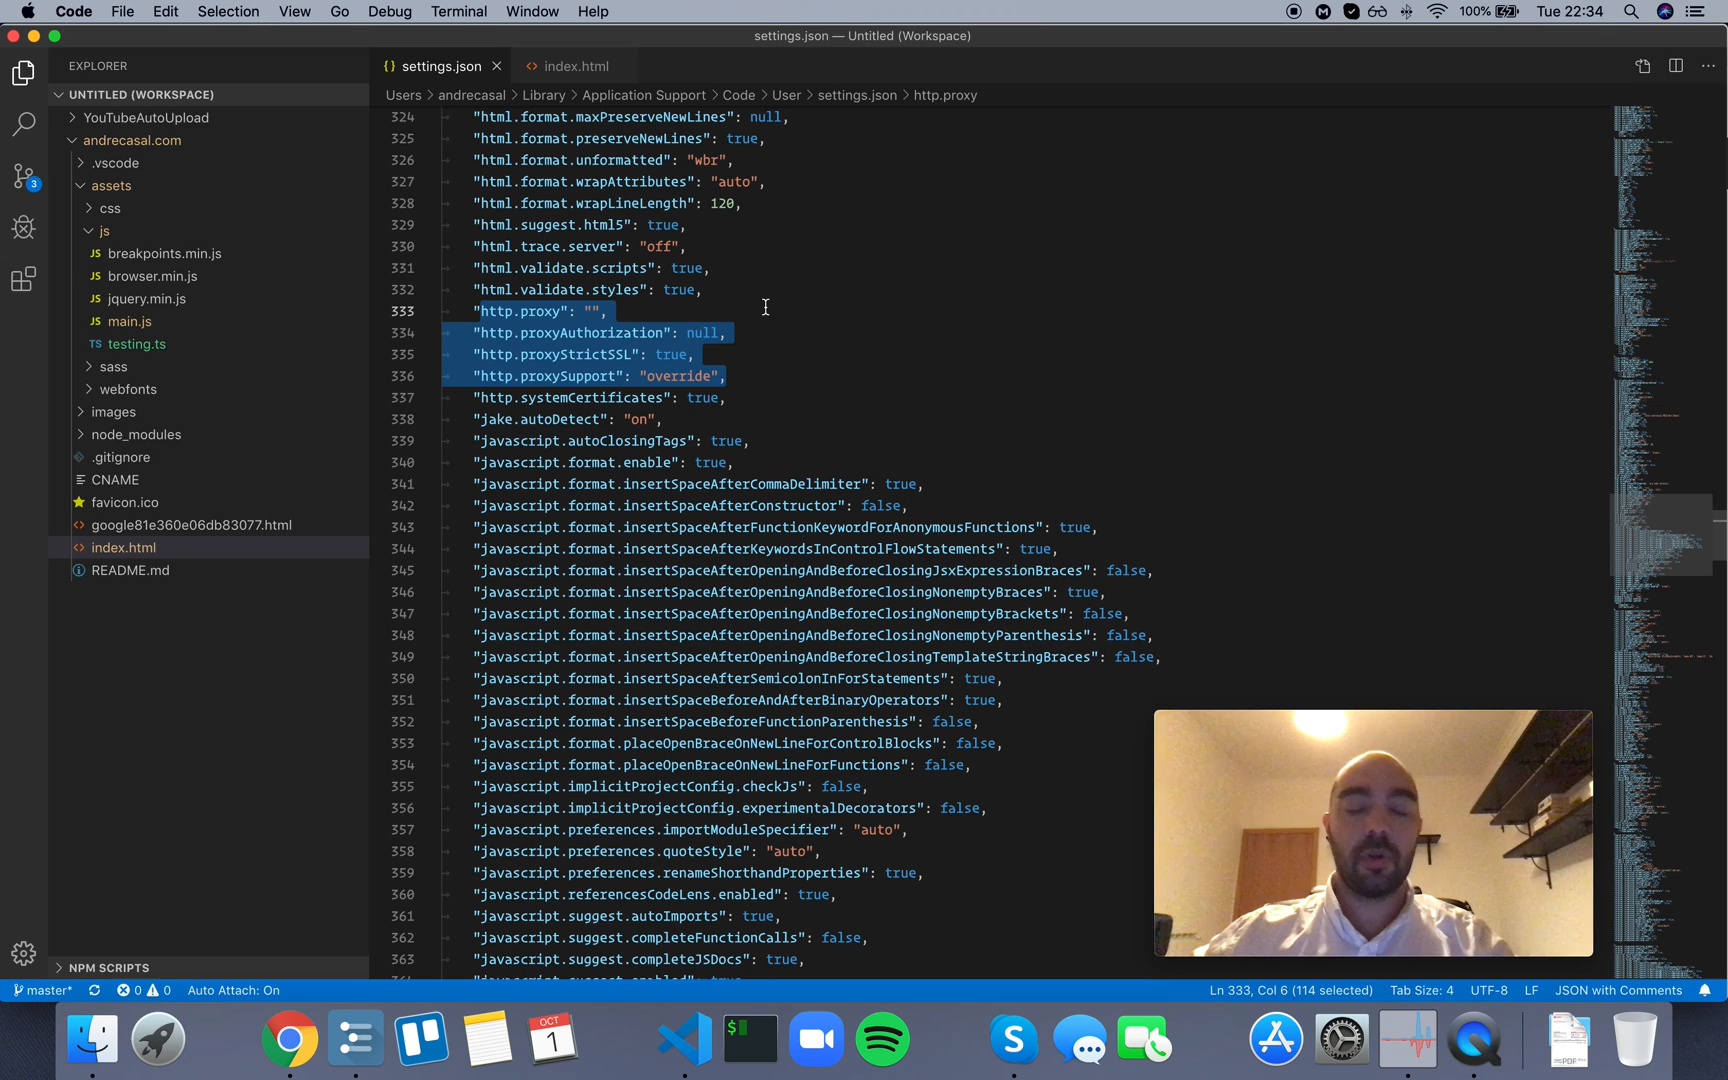 Code File Edit Selection View Go Debug Terminal Window Help
100% Tue 22:34
settings.json — Untitled (Workspace)
EXPLORER
settings.json
index.html
UNTITLED (WORKSPACE)
Users > andrecasal > Library > Application Support > Code > User > settings.json > http.proxy
YouTubeAutoUpload
andrecasal.com
.vscode
assets
css
js
breakpoints.min.js
browser.min.js
jquery.min.js
main.js
testing.ts
sass
webfonts
images
node_modules
.gitignore
CNAME
favicon.ico
google81e360e06db83077.html
index.html
README.md
NPM SCRIPTS
3
324 "html.format.maxPreserveNewLines": null,
325 "html.format.preserveNewLines": true,
326 "html.format.unformatted": "wbr",
327 "html.format.wrapAttributes": "auto",
328 "html.format.wrapLineLength": 120,
329 "html.suggest.html5": true,
330 "html.trace.server": "off",
331 "html.validate.scripts": true,
332 "html.validate.styles": true,
333 "http.proxy": "",
334 "http.proxyAuthorization": null,
335 "http.proxyStrictSSL": true,
336 "http.proxySupport": "override",
337 "http.systemCertificates": true,
338 "jake.autoDetect": "on",
339 "javascript.autoClosingTags": true,
340 "javascript.format.enable": true,
341 "javascript.format.insertSpaceAfterCommaDelimiter": true,
342 "javascript.format.insertSpaceAfterConstructor": false,
343 "javascript.format.insertSpaceAfterFunctionKeywordForAnonymousFunctions": true,
344 "javascript.format.insertSpaceAfterKeywordsInControlFlowStatements": true,
345 "javascript.format.insertSpaceAfterOpeningAndBeforeClosingJsxExpressionBraces": false,
346 "javascript.format.insertSpaceAfterOpeningAndBeforeClosingNonemptyBraces": true,
347 "javascript.format.insertSpaceAfterOpeningAndBeforeClosingNonemptyBrackets": false,
348 "javascript.format.insertSpaceAfterOpeningAndBeforeClosingNonemptyParenthesis": false,
349 "javascript.format.insertSpaceAfterOpeningAndBeforeClosingTemplateStringBraces": false,
350 "javascript.format.insertSpaceAfterSemicolonInForStatements": true,
351 "javascript.format.insertSpaceBeforeAndAfterBinaryOperators": true,
352 "javascript.format.insertSpaceBeforeFunctionParenthesis": false,
353 "javascript.format.placeOpenBraceOnNewLineForControlBlocks": false,
354 "javascript.format.placeOpenBraceOnNewLineForFunctions": false,
355 "javascript.implicitProjectConfig.checkJs": false,
356 "javascript.implicitProjectConfig.experimentalDecorators": false,
357 "javascript.preferences.importModuleSpecifier": "auto",
358 "javascript.preferences.quoteStyle": "auto",
359 "javascript.preferences.renameShorthandProperties": true,
360 "javascript.referencesCodeLens.enabled": true,
361 "javascript.suggest.autoImports": true,
362 "javascript.suggest.completeFunctionCalls": false,
363 "javascript.suggest.completeJSDocs": true,
master* 0 0 Auto Attach: On
Ln 333, Col 6 (114 selected) Tab Size: 4 UTF-8 LF JSON with Comments
OCT
1
$
PDF